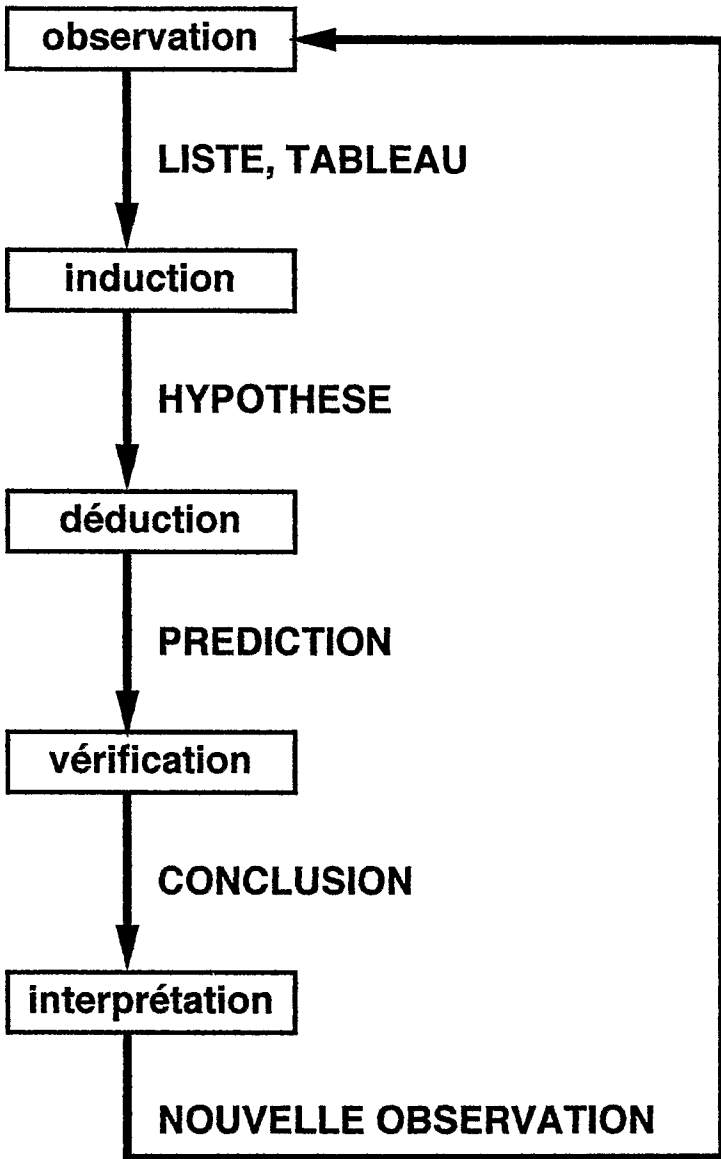 observation
LISTE, TABLEAU
induction
HYPOTHESE
déduction
PREDICTION
vérification
CONCLUSION
interprétation
NOUVELLE OBSERVATION